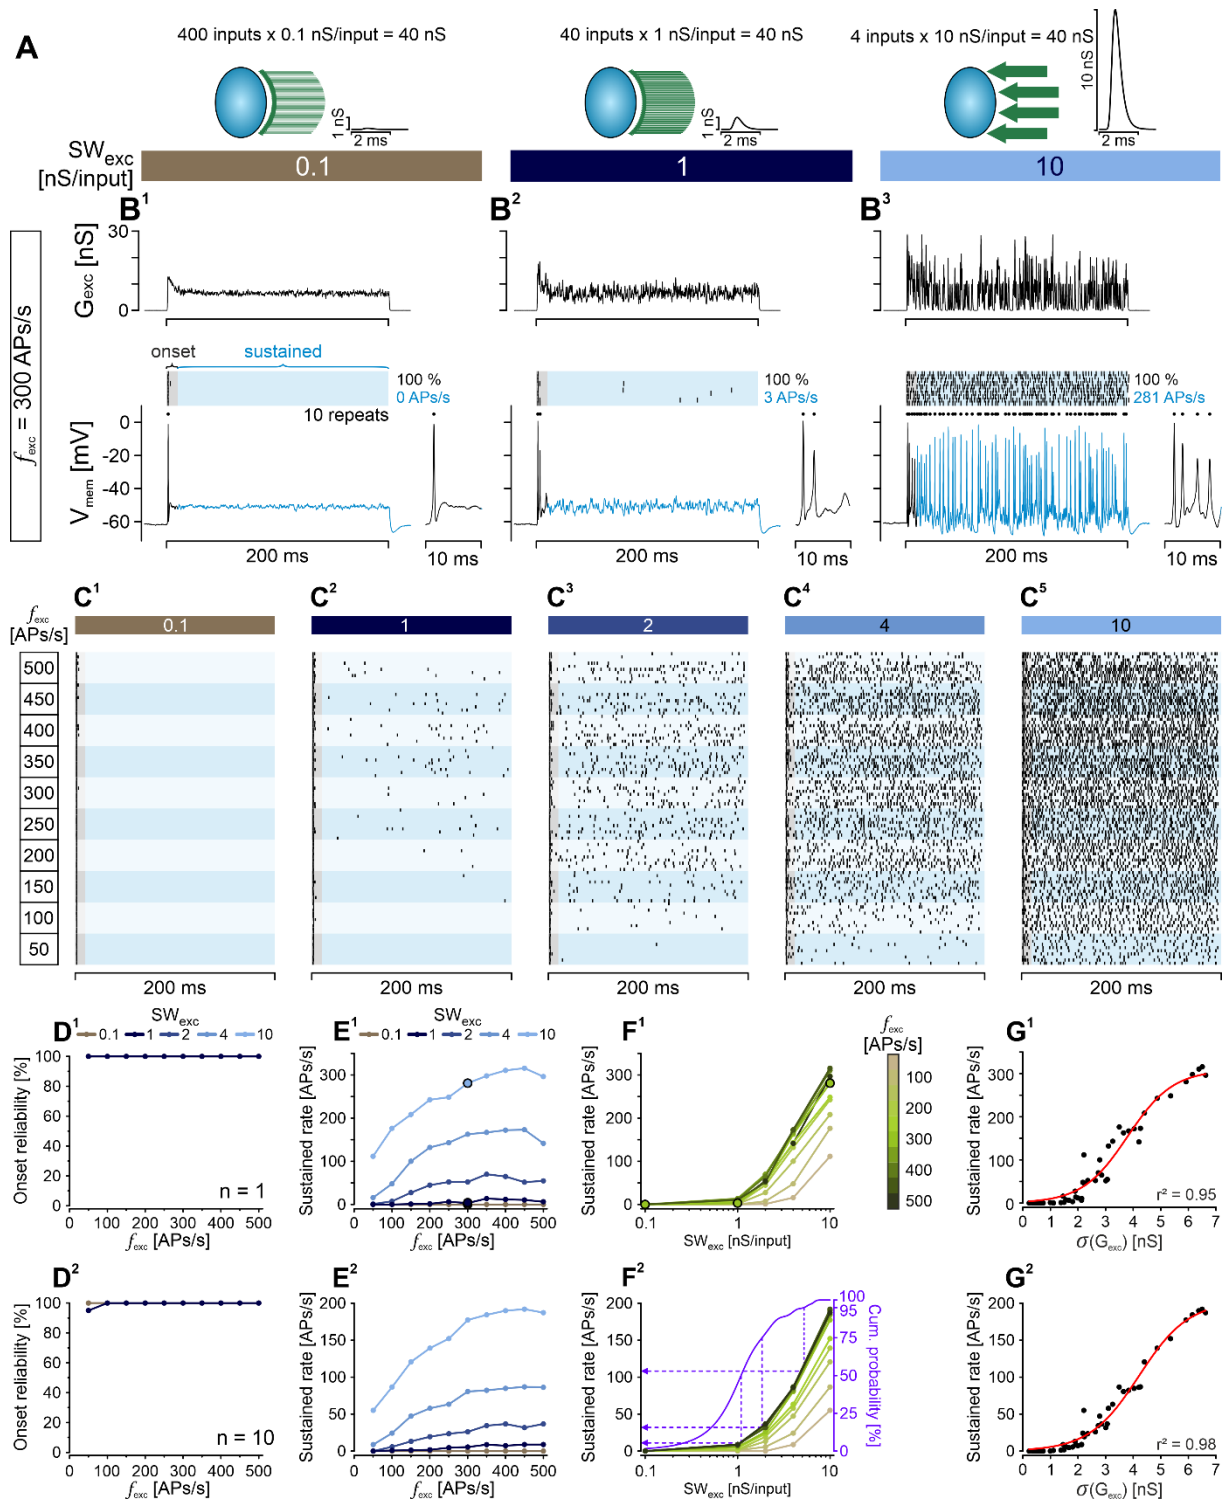 A
400 inputs x 0.1 nS/input = 40 nS
40 inputs x 1 nS/input = 40 nS
4 inputs x 10 nS/input = 40 nS
1 nS
2 ms
1 nS
2 ms
10 nS
2 ms
SWexc
[nS/input]
0.1
1
10
B1
B2
B3
fexc = 300 APs/s
Gexc [nS]
30
0
onset
sustained
100 %
0 APs/s
100 %
3 APs/s
100 %
281 APs/s
10 repeats
Vmem [mV]
0
-20
-40
-60
200 ms
10 ms
200 ms
10 ms
200 ms
10 ms
C1
C2
C3
C4
C5
fexc
[APs/s]
0.1
1
2
4
10
500
450
400
350
300
250
200
150
100
50
200 ms
200 ms
200 ms
200 ms
200 ms
SWexc
D1
0.1 1 2 4 10
Onset reliability [%]
100
80
60
40
20
0
n = 1
0 100 200 300 400 500
fexc [APs/s]
E1
0.1 1 2 4 10
Sustained rate [APs/s]
350
300
200
100
0
0 100 200 300 400 500
fexc [APs/s]
F1
Sustained rate [APs/s]
350
300
200
100
0
0.1 1 10
SWexc [nS/input]
fexc
[APs/s]
100
200
300
400
500
G1
Sustained rate [APs/s]
300
200
100
0
r² = 0.95
0 1 2 3 4 5 6 7
σ(Gexc) [nS]
D2
Onset reliability [%]
100
80
60
40
20
0
n = 10
0 100 200 300 400 500
fexc [APs/s]
E2
Sustained rate [APs/s]
200
150
100
50
0
0 100 200 300 400 500
fexc [APs/s]
F2
Sustained rate [APs/s]
200
150
100
50
0
0.1 1 10
SWexc [nS/input]
100
95
75
50
25
0
Cum. probability [%]
G2
Sustained rate [APs/s]
200
150
100
50
0
r² = 0.98
0 1 2 3 4 5 6 7
σ(Gexc) [nS]